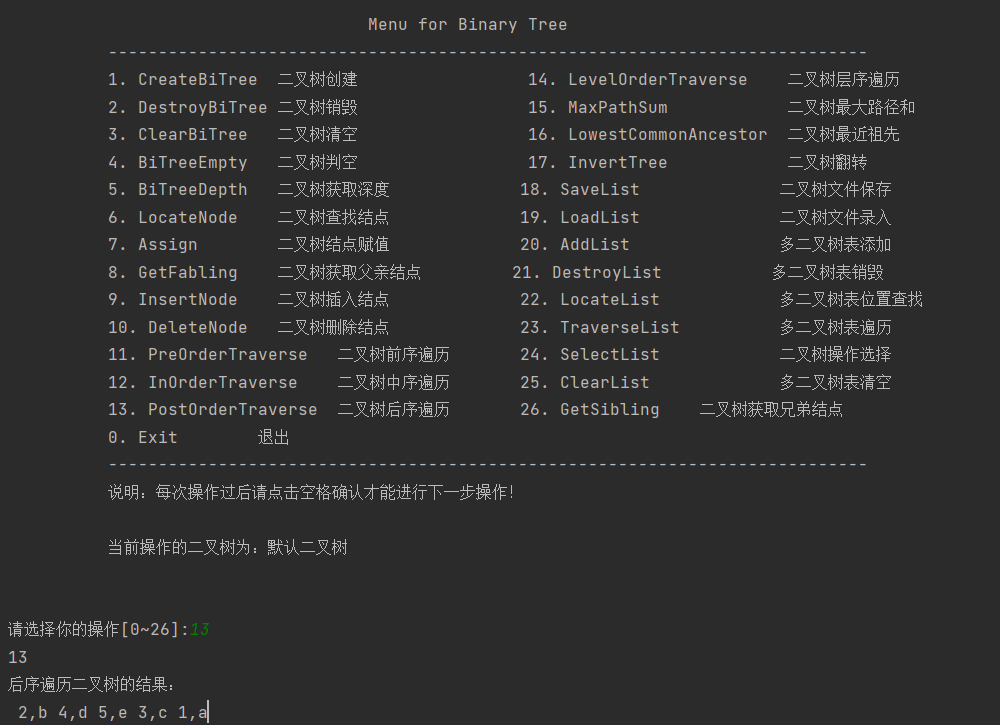 Menu for Binary Tree
---------------------------------------------------------------------------
1. CreateBiTree 二叉树创建 14. LevelOrderTraverse 二叉树层序遍历
2. DestroyBiTree 二叉树销毁 15. MaxPathSum 二叉树最大路径和
3. ClearBiTree 二叉树清空 16. LowestCommonAncestor 二叉树最近祖先
4. BiTreeEmpty 二叉树判空 17. InvertTree 二叉树翻转
5. BiTreeDepth 二叉树获取深度 18. SaveList 二叉树文件保存
6. LocateNode 二叉树查找结点 19. LoadList 二叉树文件录入
7. Assign 二叉树结点赋值 20. AddList 多二叉树表添加
8. GetFabling 二叉树获取父亲结点 21. DestroyList 多二叉树表销毁
9. InsertNode 二叉树插入结点 22. LocateList 多二叉树表位置查找
10. DeleteNode 二叉树删除结点 23. TraverseList 多二叉树表遍历
11. PreOrderTraverse 二叉树前序遍历 24. SelectList 二叉树操作选择
12. InOrderTraverse 二叉树中序遍历 25. ClearList 多二叉树表清空
13. PostOrderTraverse 二叉树后序遍历 26. GetSibling 二叉树获取兄弟结点
0. Exit 退出
---------------------------------------------------------------------------
说明：每次操作过后请点击空格确认才能进行下一步操作！
当前操作的二叉树为：默认二叉树
请选择你的操作[0~26]:13
13
后序遍历二叉树的结果：
2,b 4,d 5,e 3,c 1,a